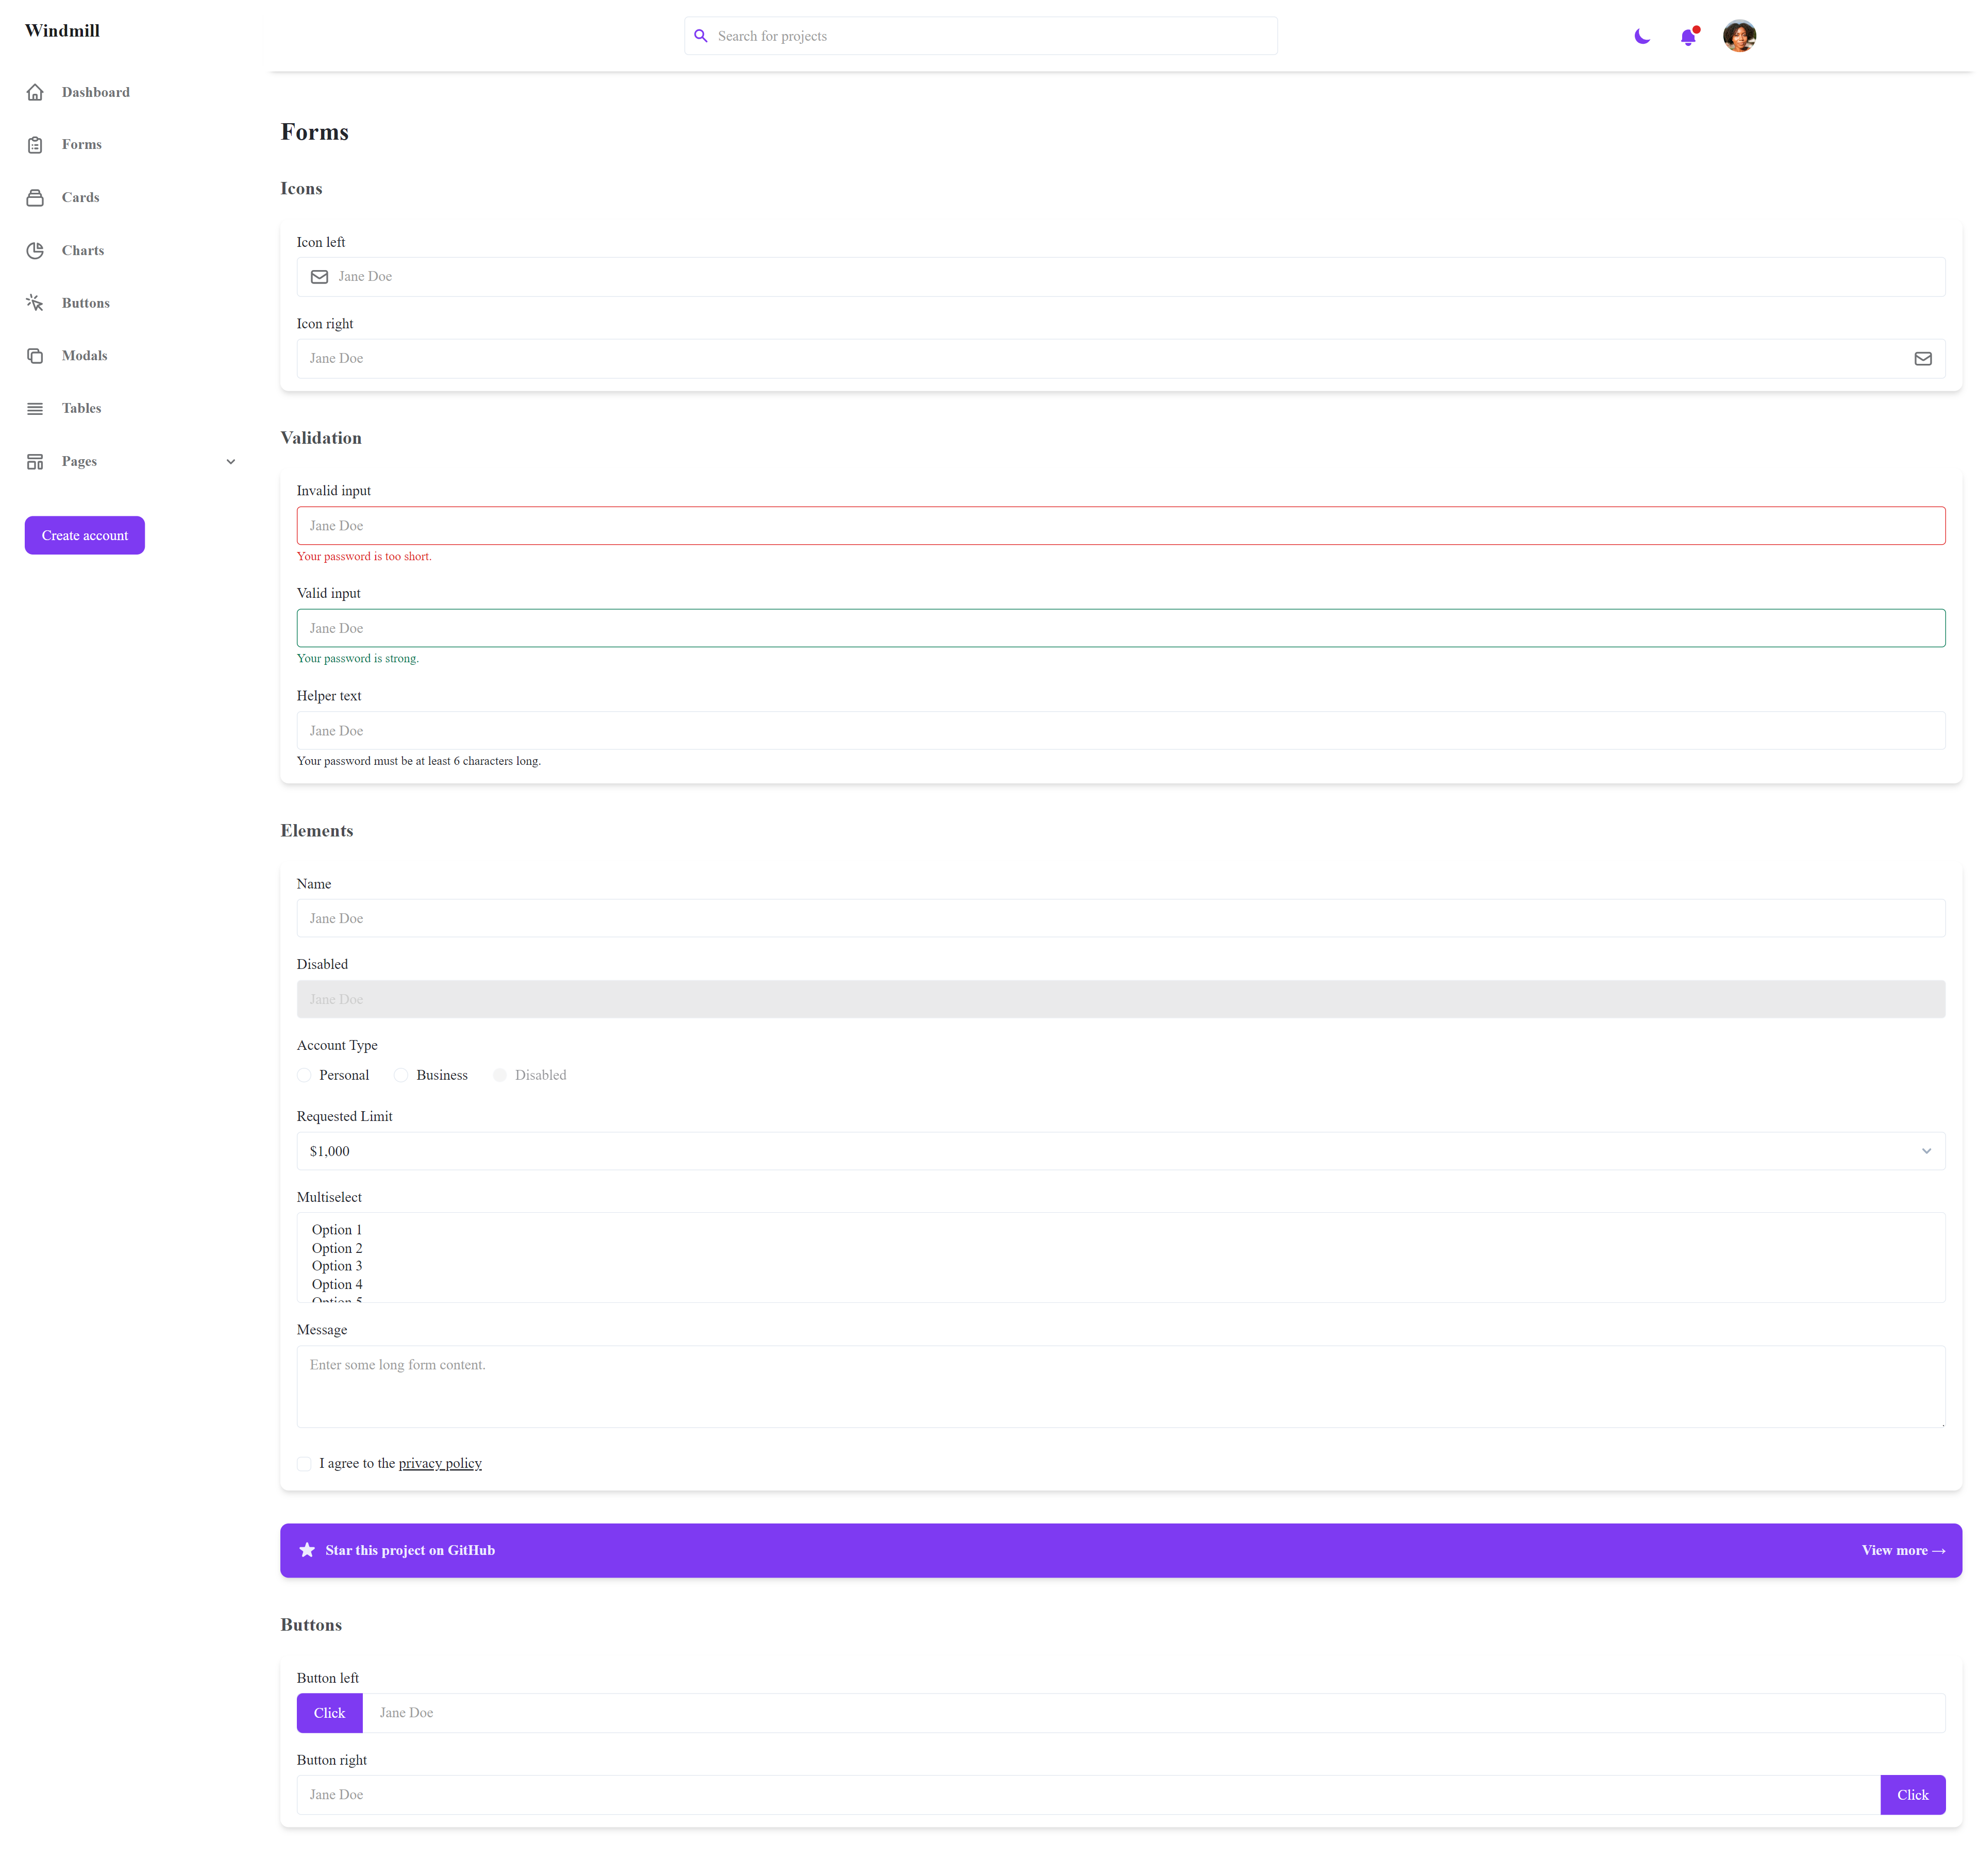 Windmill
Search for projects
Dashboard
Forms
Cards
Charts
Buttons
Modals
Tables
Pages
Create account
Forms
Icons
Icon left
Jane Doe
Icon right
Jane Doe
Validation
Invalid input
Jane Doe
Your password is too short.
Valid input
Jane Doe
Your password is strong.
Helper text
Jane Doe
Your password must be at least 6 characters long.
Elements
Name
Jane Doe
Disabled
Jane Doe
Account Type
Personal Business Disabled
Requested Limit
$1,000
Multiselect
Option 1
Option 2
Option 3
Option 4
Option 5
Message
Enter some long form content.
I agree to the privacy policy
Star this project on GitHub View more →
Buttons
Button left
Click Jane Doe
Button right
Jane Doe Click